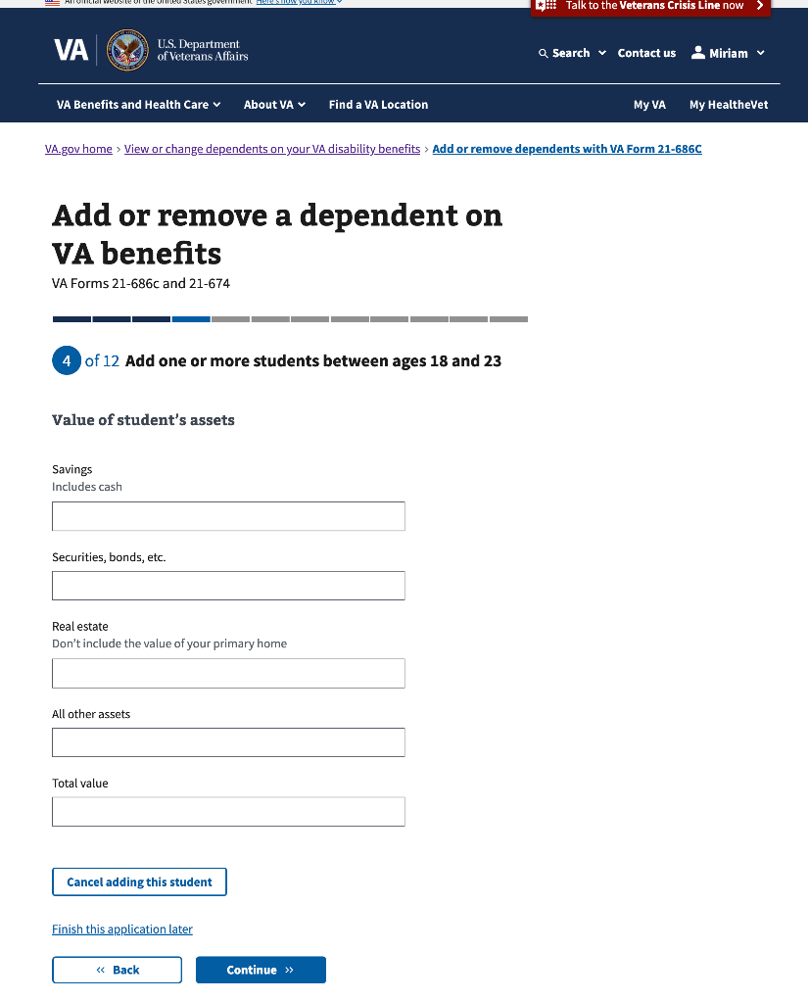 An official website of the United States government Here's how you know
Talk to the Veterans Crisis Line now
VA
U.S. Department
of Veterans Affairs
Search
Contact us
Miriam
VA Benefits and Health Care
About VA
Find a VA Location
My VA
My HealtheVet
VA.gov home › View or change dependents on your VA disability benefits › Add or remove dependents with VA Form 21-686C
Add or remove a dependent on
VA benefits
VA Forms 21-686c and 21-674
4 of 12 Add one or more students between ages 18 and 23
Value of student’s assets
Savings
Includes cash
Securities, bonds, etc.
Real estate
Don’t include the value of your primary home
All other assets
Total value
Cancel adding this student
Finish this application later
« Back
Continue »